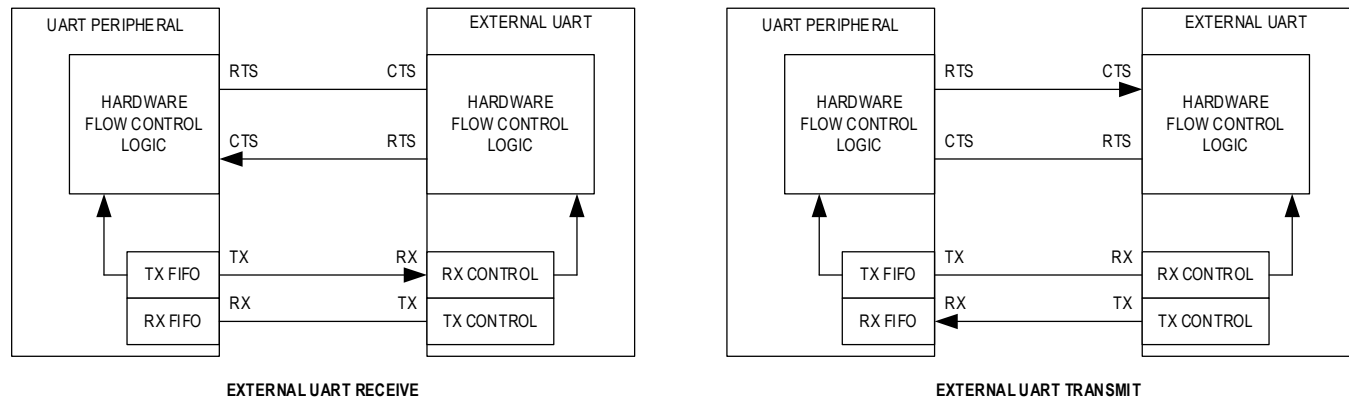 UART PERIPHERAL
EXTERNAL UART
HARDWARE
FLOW CONTROL
LOGIC
RTS
CTS
HARDWARE
FLOW CONTROL
LOGIC
CTS
RTS
TX FIFO
TX
RX
RX CONTROL
RX FIFO
RX
TX
TX CONTROL
EXTERNAL UART RECEIVE
UART PERIPHERAL
EXTERNAL UART
HARDWARE
FLOW CONTROL
LOGIC
RTS
CTS
HARDWARE
FLOW CONTROL
LOGIC
CTS
RTS
TX FIFO
TX
RX
RX CONTROL
RX FIFO
RX
TX
TX CONTROL
EXTERNAL UART TRANSMIT